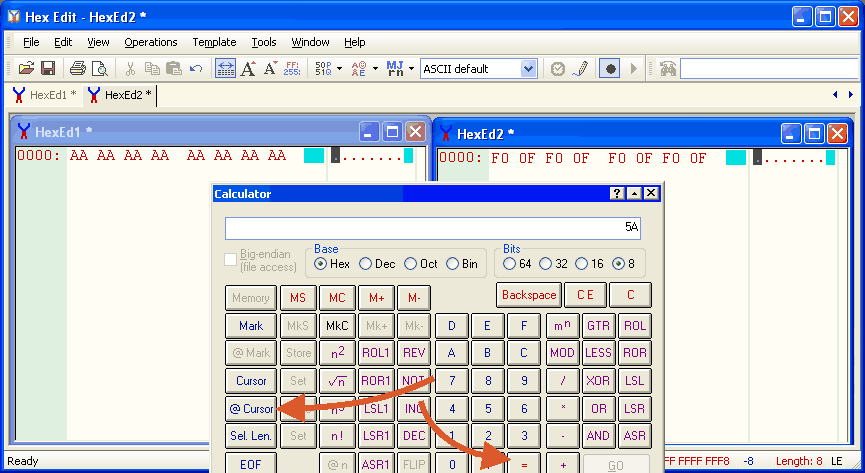 Hex Edit - HexEd2 *
File Edit View Operations Template Tools Window Help
ASCII default
HexEd1 * HexEd2 *
HexEd1 *
0000: AA AA AA AA AA AA AA AA ........
HexEd2 *
0000: F0 0F F0 0F F0 0F F0 0F ........
Calculator
5A
Big-endian
(file access)
Base
Hex Dec Oct Bin
Bits
64 32 16 8
Backspace CE C
Memory MS MC M+ M-
Mark MkS MkC Mk+ Mk- D E F mⁿ GTR ROL
@ Mark Store n² ROL1 REV A B C MOD LESS ROR
Cursor Set √n ROR1 NOT 7 8 9 / XOR LSL
@ Cursor LSL1 4 5 6 * OR LSR
Sel. Len. Set n! LSR1 DEC 1 2 3 - AND ASR
EOF @ n ASR1 FLIP 0 = + GO
Ready
FF FFFF FFF8 -8 Length: 8 LE